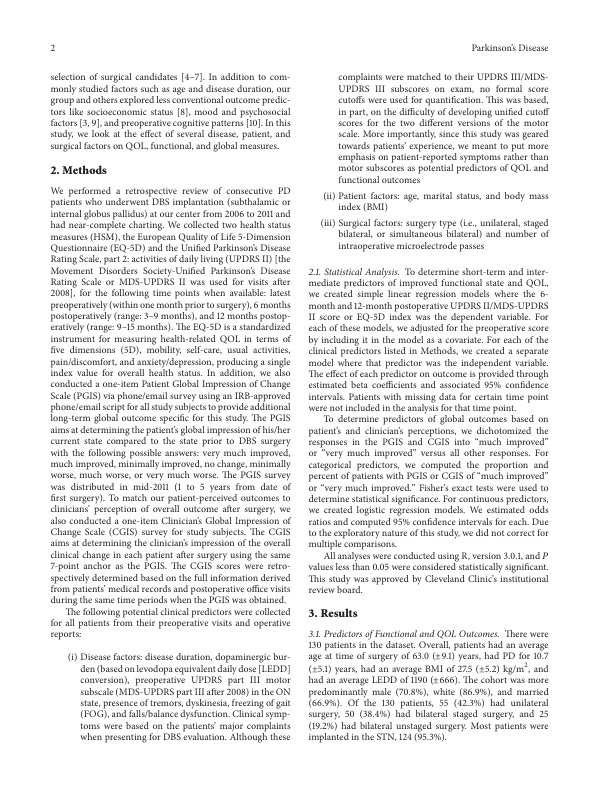 2
Parkinson's Disease
selection of surgical candidates [4–7]. In addition to com-
monly studied factors such as age and disease duration, our
group and others explored less conventional outcome predic-
tors like socioeconomic status [8], mood and psychosocial
factors [3, 9], and preoperative cognitive patterns [10]. In this
study, we look at the effect of several disease, patient, and
surgical factors on QOL, functional, and global measures.
2. Methods
We performed a retrospective review of consecutive PD
patients who underwent DBS implantation (subthalamic or
internal globus pallidus) at our center from 2006 to 2011 and
had near-complete charting. We collected two health status
measures (HSM), the European Quality of Life 5-Dimension
Questionnaire (EQ-5D) and the Unified Parkinson's Disease
Rating Scale, part 2: activities of daily living (UPDRS II) [the
Movement Disorders Society-Unified Parkinson's Disease
Rating Scale or MDS-UPDRS II was used for visits after
2008], for the following time points when available: latest
preoperatively (within one month prior to surgery), 6 months
postoperatively (range: 3–9 months), and 12 months postop-
eratively (range: 9–15 months). The EQ-5D is a standardized
instrument for measuring health-related QOL in terms of
five dimensions (5D), mobility, self-care, usual activities,
pain/discomfort, and anxiety/depression, producing a single
index value for overall health status. In addition, we also
conducted a one-item Patient Global Impression of Change
Scale (PGIS) via phone/email survey using an IRB-approved
phone/email script for all study subjects to provide additional
long-term global outcome specific for this study. The PGIS
aims at determining the patient's global impression of his/her
current state compared to the state prior to DBS surgery
with the following possible answers: very much improved,
much improved, minimally improved, no change, minimally
worse, much worse, or very much worse. The PGIS survey
was distributed in mid-2011 (1 to 5 years from date of
first surgery). To match our patient-perceived outcomes to
clinicians' perception of overall outcome after surgery, we
also conducted a one-item Clinician's Global Impression of
Change Scale (CGIS) survey for study subjects. The CGIS
aims at determining the clinician's impression of the overall
clinical change in each patient after surgery using the same
7-point anchor as the PGIS. The CGIS scores were retro-
spectively determined based on the full information derived
from patients' medical records and postoperative office visits
during the same time periods when the PGIS was obtained.
The following potential clinical predictors were collected
for all patients from their preoperative visits and operative
reports:
(i) Disease factors: disease duration, dopaminergic bur-
den (based on levodopa equivalent daily dose [LEDD]
conversion), preoperative UPDRS part III motor
subscale (MDS-UPDRS part III after 2008) in the ON
state, presence of tremors, dyskinesia, freezing of gait
(FOG), and falls/balance dysfunction. Clinical symp-
toms were based on the patients' major complaints
when presenting for DBS evaluation. Although these
complaints were matched to their UPDRS III/MDS-
UPDRS III subscores on exam, no formal score
cutoffs were used for quantification. This was based,
in part, on the difficulty of developing unified cutoff
scores for the two different versions of the motor
scale. More importantly, since this study was geared
towards patients' experience, we meant to put more
emphasis on patient-reported symptoms rather than
motor subscores as potential predictors of QOL and
functional outcomes
(ii) Patient factors: age, marital status, and body mass
index (BMI)
(iii) Surgical factors: surgery type (i.e., unilateral, staged
bilateral, or simultaneous bilateral) and number of
intraoperative microelectrode passes
2.1. Statistical Analysis. To determine short-term and inter-
mediate predictors of improved functional state and QOL,
we created simple linear regression models where the 6-
month and 12-month postoperative UPDRS II/MDS-UPDRS
II score or EQ-5D index was the dependent variable. For
each of these models, we adjusted for the preoperative score
by including it in the model as a covariate. For each of the
clinical predictors listed in Methods, we created a separate
model where that predictor was the independent variable.
The effect of each predictor on outcome is provided through
estimated beta coefficients and associated 95% confidence
intervals. Patients with missing data for certain time point
were not included in the analysis for that time point.
To determine predictors of global outcomes based on
patient's and clinician's perceptions, we dichotomized the
responses in the PGIS and CGIS into "much improved"
or "very much improved" versus all other responses. For
categorical predictors, we computed the proportion and
percent of patients with PGIS or CGIS of "much improved"
or "very much improved." Fisher's exact tests were used to
determine statistical significance. For continuous predictors,
we created logistic regression models. We estimated odds
ratios and computed 95% confidence intervals for each. Due
to the exploratory nature of this study, we did not correct for
multiple comparisons.
All analyses were conducted using R, version 3.0.1, and P
values less than 0.05 were considered statistically significant.
This study was approved by Cleveland Clinic's institutional
review board.
3. Results
3.1. Predictors of Functional and QOL Outcomes. There were
130 patients in the dataset. Overall, patients had an average
age at time of surgery of 63.0 (±9.1) years, had PD for 10.7
(±5.1) years, had an average BMI of 27.5 (±5.2) kg/m², and
had an average LEDD of 1190 (±666). The cohort was more
predominantly male (70.8%), white (86.9%), and married
(66.9%). Of the 130 patients, 55 (42.3%) had unilateral
surgery, 50 (38.4%) had bilateral staged surgery, and 25
(19.2%) had bilateral unstaged surgery. Most patients were
implanted in the STN, 124 (95.3%).